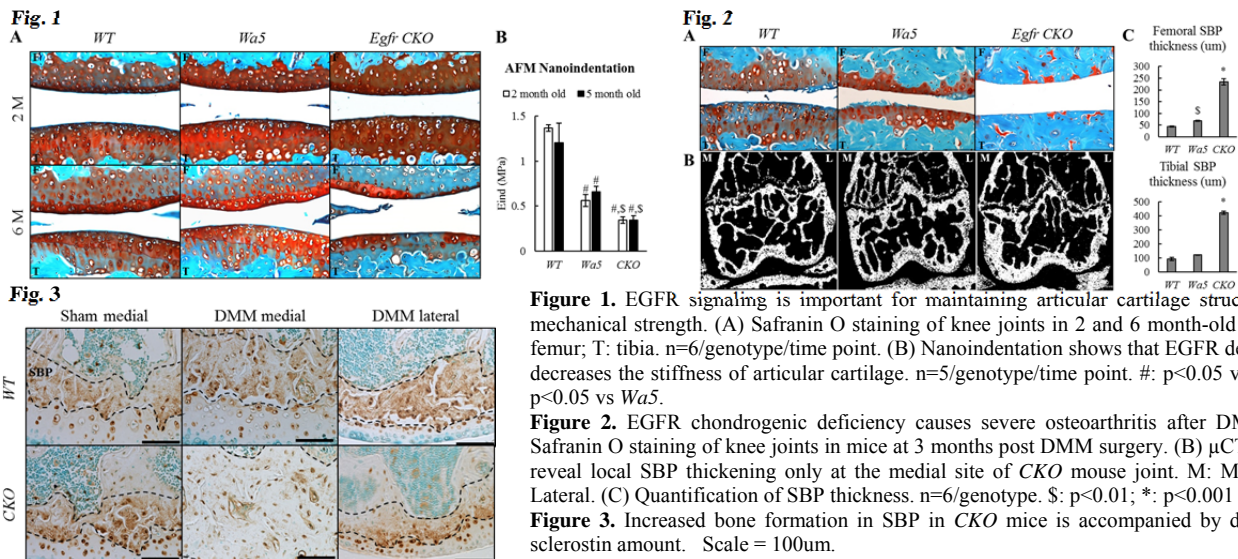 Fig. 1
A WT Wa5 Egfr CKO
2 M
6 M
F
T
F
T
B
AFM Nanoindentation
2 month old 5 month old
Eind (MPa)
1.5
1
0.5
0
# # #,$ #,$
WT Wa5 CKO
Fig. 2
A WT Wa5 Egfr CKO
F
T
B
M L M L M L
C
Femoral SBP
thickness (um)
300
250
200
150
100
50
0
$ *
WT Wa5 CKO
Tibial SBP
thickness (um)
500
400
300
200
100
0
*
WT Wa5 CKO
Fig. 3
Sham medial DMM medial DMM lateral
WT
SBP
CKO
Figure 1. EGFR signaling is important for maintaining articular cartilage struc
mechanical strength. (A) Safranin O staining of knee joints in 2 and 6 month-old
femur; T: tibia. n=6/genotype/time point. (B) Nanoindentation shows that EGFR de
decreases the stiffness of articular cartilage. n=5/genotype/time point. #: p<0.05 v
p<0.05 vs Wa5.
Figure 2. EGFR chondrogenic deficiency causes severe osteoarthritis after DM
Safranin O staining of knee joints in mice at 3 months post DMM surgery. (B) μCT
reveal local SBP thickening only at the medial site of CKO mouse joint. M: M
Lateral. (C) Quantification of SBP thickness. n=6/genotype. $: p<0.01; *: p<0.001
Figure 3. Increased bone formation in SBP in CKO mice is accompanied by d
sclerostin amount. Scale = 100um.